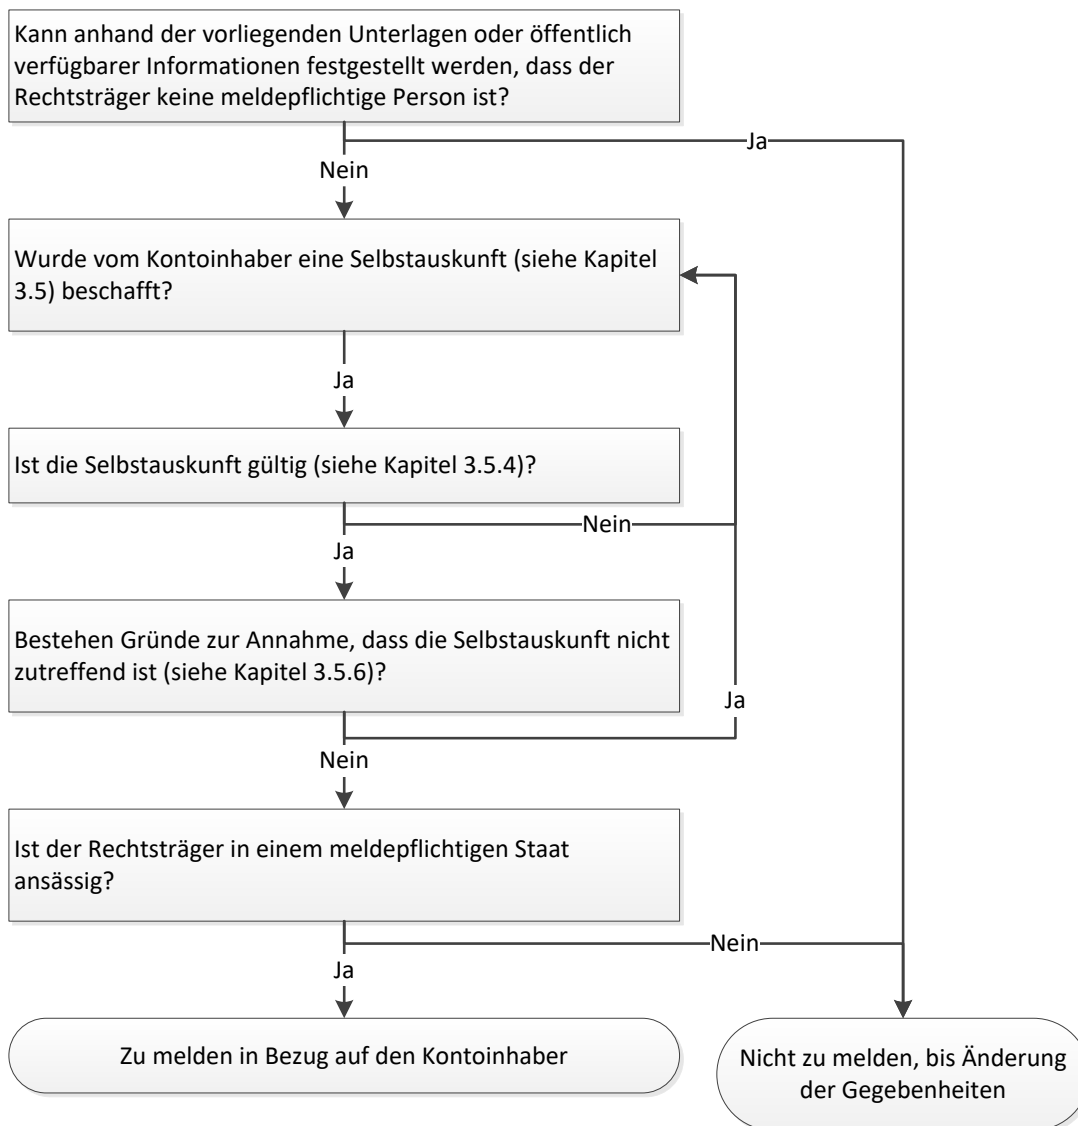 Kann anhand der vorliegenden Unterlagen oder öffentlich
verfügbarer Informationen festgestellt werden, dass der
Rechtsträger keine meldepflichtige Person ist?
Ja
Nein
Wurde vom Kontoinhaber eine Selbstauskunft (siehe Kapitel
3.5) beschafft?
Ja
Ist die Selbstauskunft gültig (siehe Kapitel 3.5.4)?
Nein
Ja
Bestehen Gründe zur Annahme, dass die Selbstauskunft nicht
zutreffend ist (siehe Kapitel 3.5.6)?
Ja
Nein
Ist der Rechtsträger in einem meldepflichtigen Staat
ansässig?
Nein
Ja
Zu melden in Bezug auf den Kontoinhaber
Nicht zu melden, bis Änderung
der Gegebenheiten